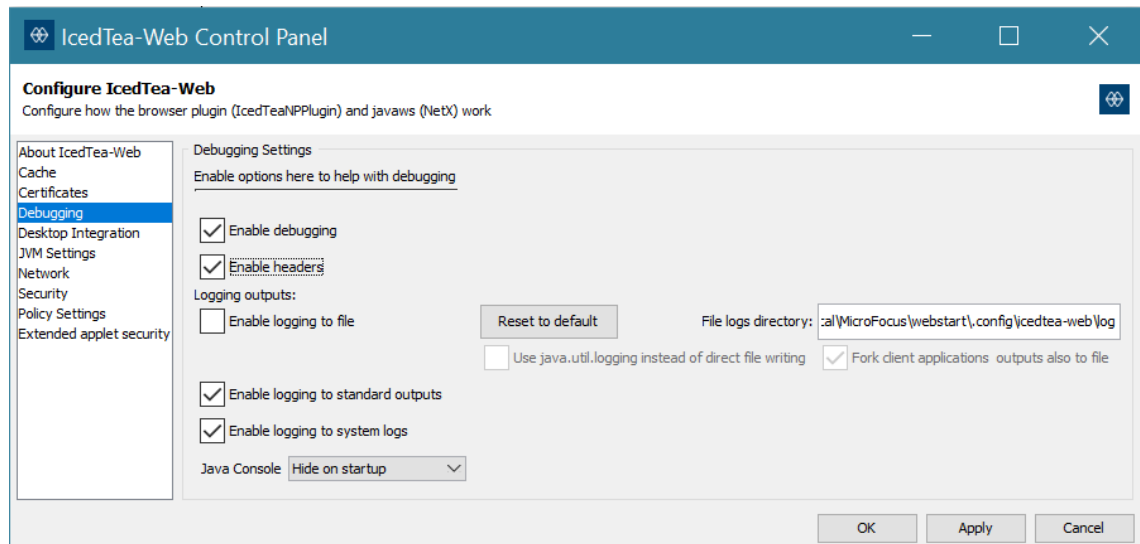 IcedTea-Web Control Panel
Configure IcedTea-Web
Configure how the browser plugin (IcedTeaNPPlugin) and javaws (NetX) work
About IcedTea-Web
Cache
Certificates
Debugging
Desktop Integration
JVM Settings
Network
Security
Policy Settings
Extended applet security
Debugging Settings
Enable options here to help with debugging
Enable debugging
Enable headers
Logging outputs:
Enable logging to file Reset to default File logs directory: :al\MicroFocus\webstart\.config\icedtea-web\log
Use java.util.logging instead of direct file writing Fork client applications outputs also to file
Enable logging to standard outputs
Enable logging to system logs
Java Console Hide on startup
OK Apply Cancel